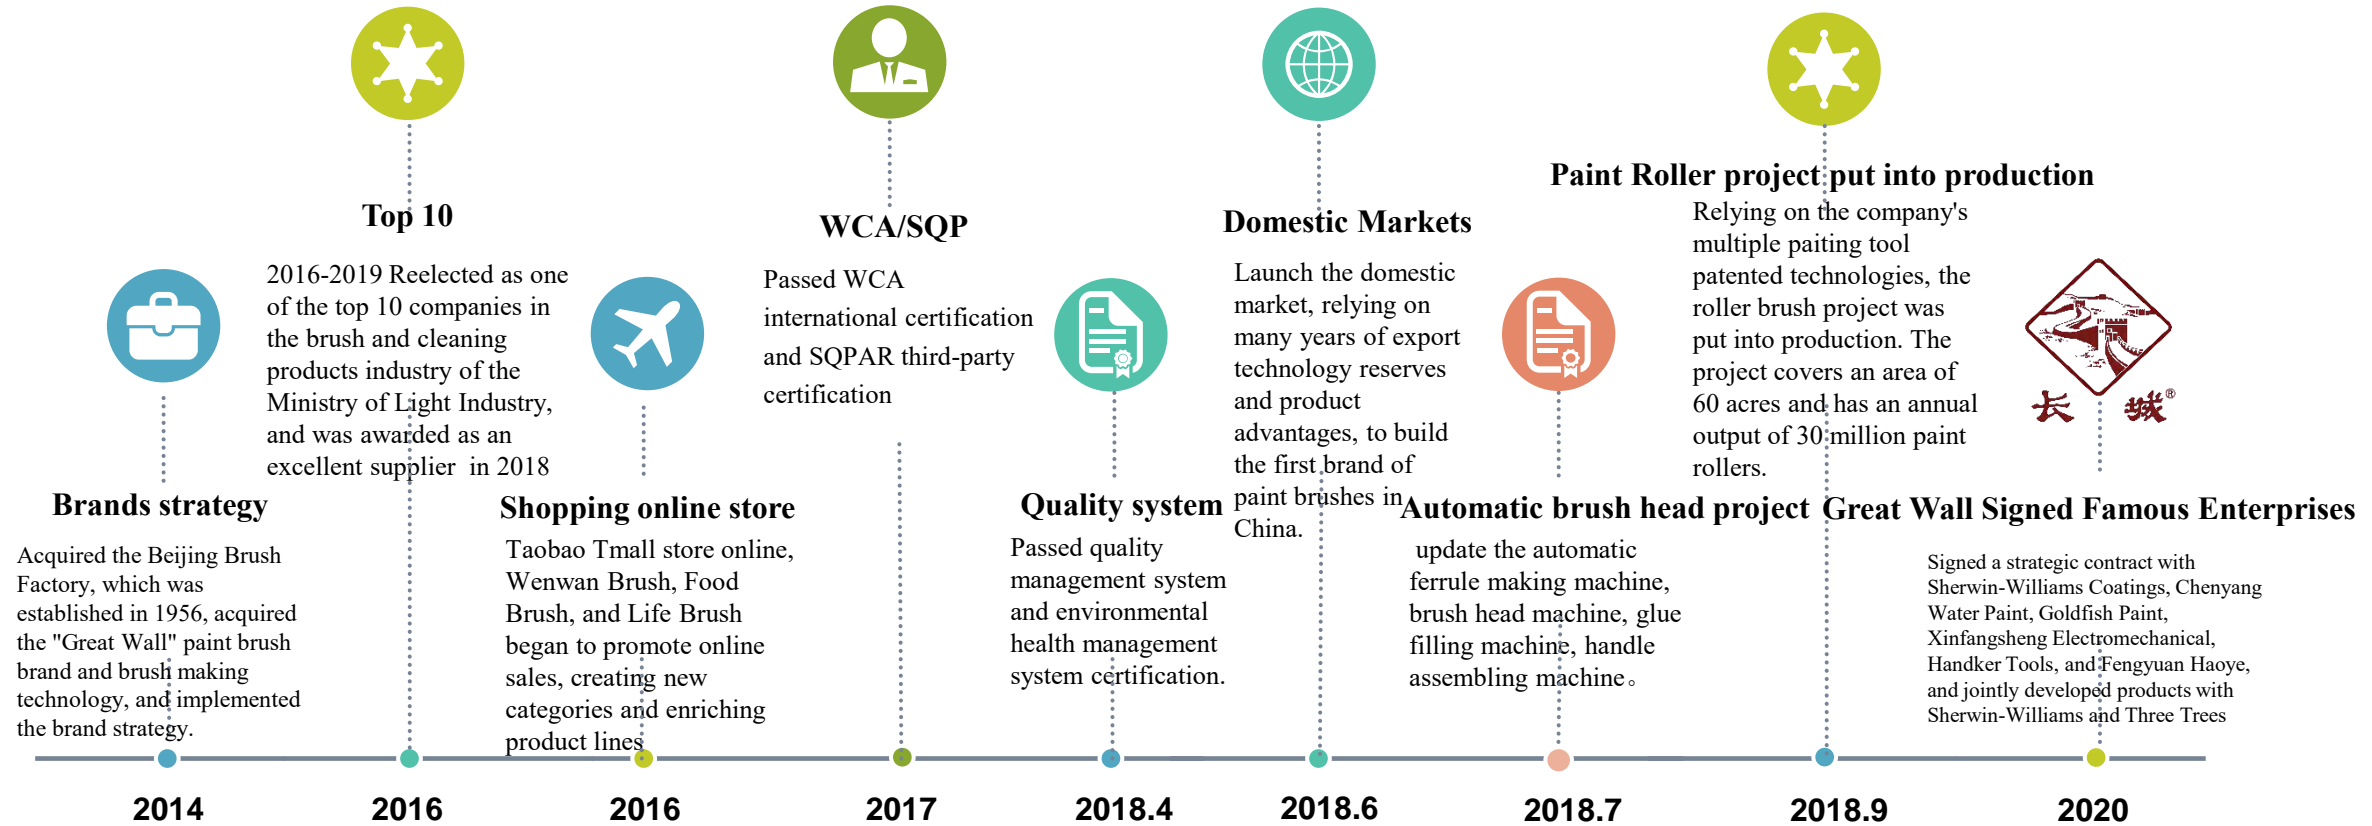 Top 10
2016-2019 Reelected as one
of the top 10 companies in
the brush and cleaning
products industry of the
Ministry of Light Industry,
and was awarded as an
excellent supplier in 2018
WCA/SQP
Passed WCA
international certification
and SQPAR third-party
certification
Domestic Markets
Launch the domestic
market, relying on
many years of export
technology reserves
and product
advantages, to build
the first brand of
paint brushes in
China.
Paint Roller project put into production
Relying on the company's
multiple paiting tool
patented technologies, the
roller brush project was
put into production. The
project covers an area of
60 acres and has an annual
output of 30 million paint
rollers.
长 城®
Brands strategy
Acquired the Beijing Brush
Factory, which was
established in 1956, acquired
the "Great Wall" paint brush
brand and brush making
technology, and implemented
the brand strategy.
Shopping online store
Taobao Tmall store online,
Wenwan Brush, Food
Brush, and Life Brush
began to promote online
sales, creating new
categories and enriching
product lines
Quality system
Passed quality
management system
and environmental
health management
system certification.
Automatic brush head project
update the automatic
ferrule making machine,
brush head machine, glue
filling machine, handle
assembling machine。
Great Wall Signed Famous Enterprises
Signed a strategic contract with
Sherwin-Williams Coatings, Chenyang
Water Paint, Goldfish Paint,
Xinfangsheng Electromechanical,
Handker Tools, and Fengyuan Haoye,
and jointly developed products with
Sherwin-Williams and Three Trees
2014
2016
2016
2017
2018.4
2018.6
2018.7
2018.9
2020